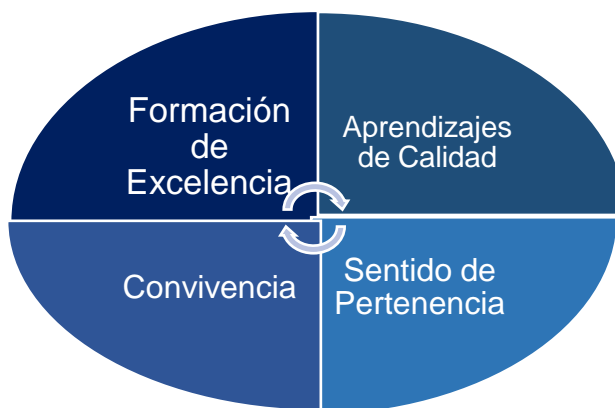 Formación
de
Excelencia
Aprendizajes
de Calidad
Convivencia
Sentido de
Pertenencia